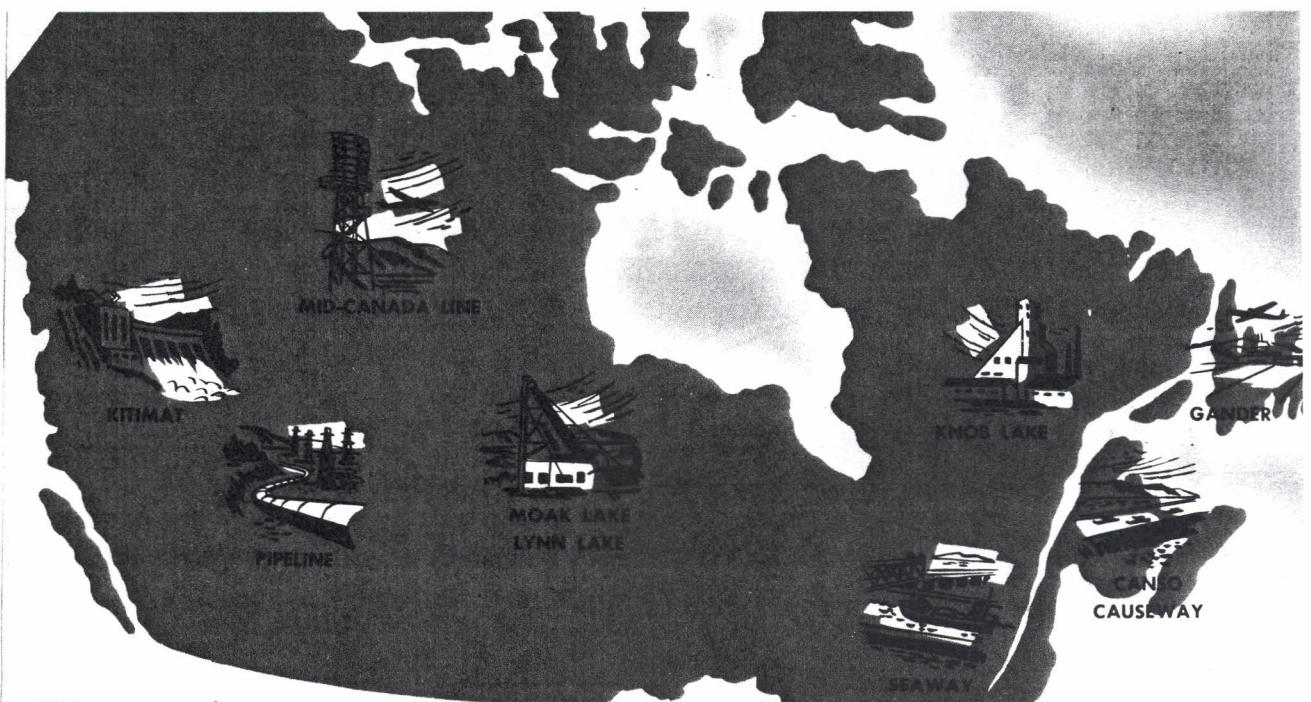 MID-CANADA LINE
KITIMAT
GANDER
KNOB LAKE
MOAK LAKE
LYNN LAKE
PIPELINE
CANSO
CAUSEWAY
SEAWAY